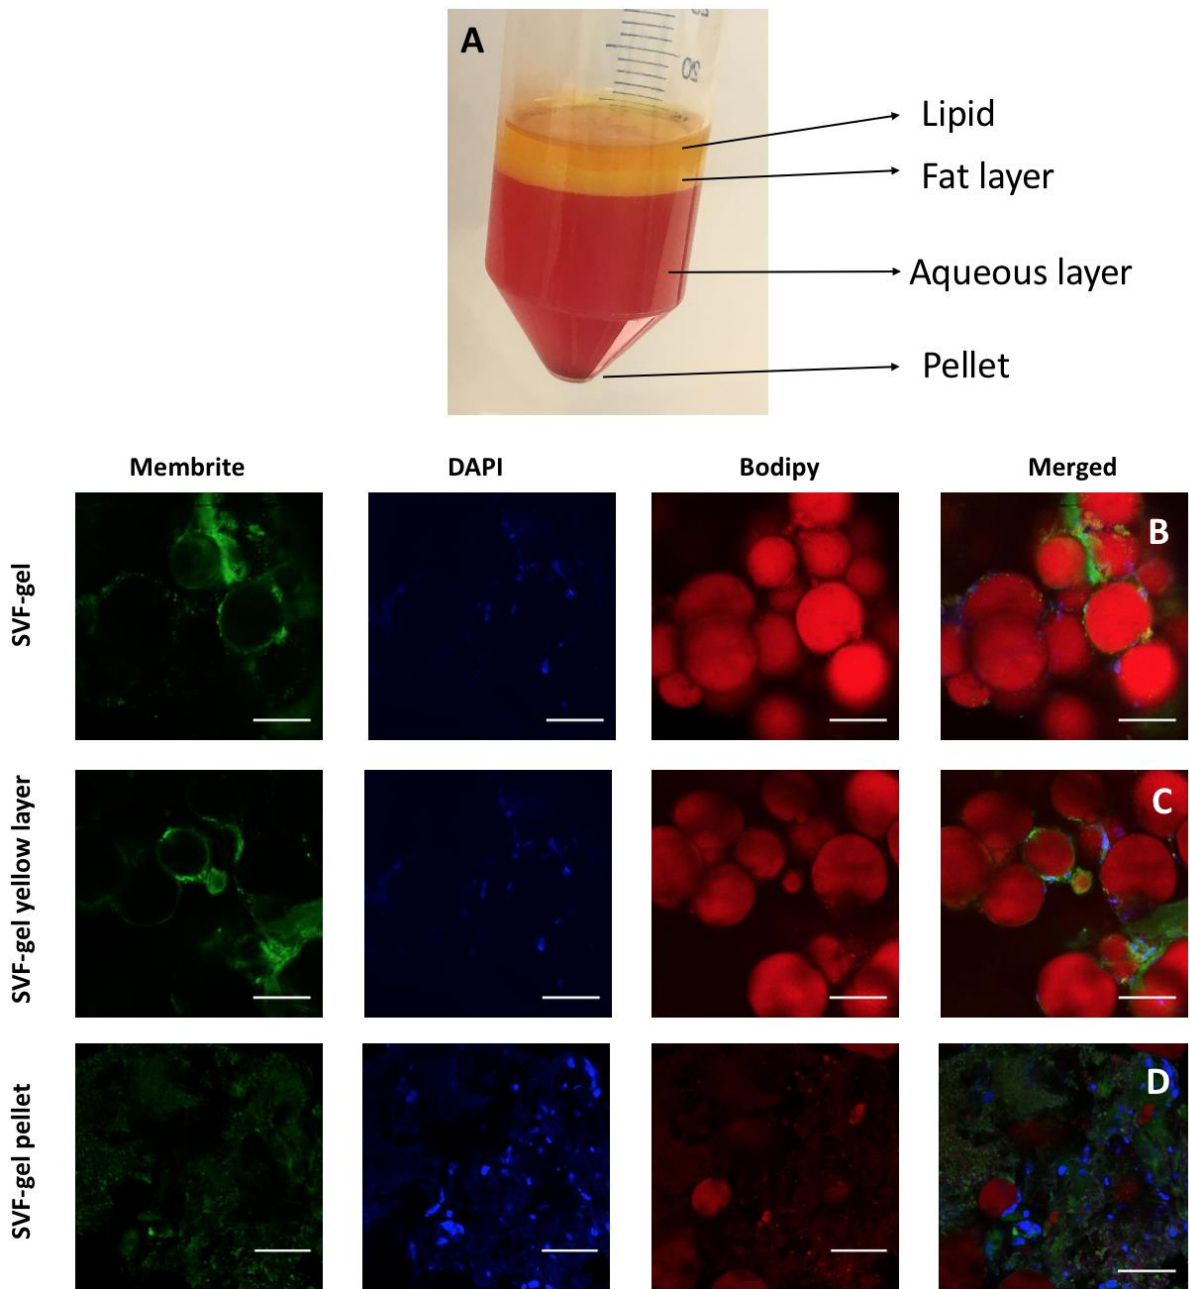 A
20
Lipid
Fat layer
Aqueous layer
Pellet
Membrite DAPI Bodipy Merged
SVF-gel
B
SVF-gel yellow layer
C
SVF-gel pellet
D